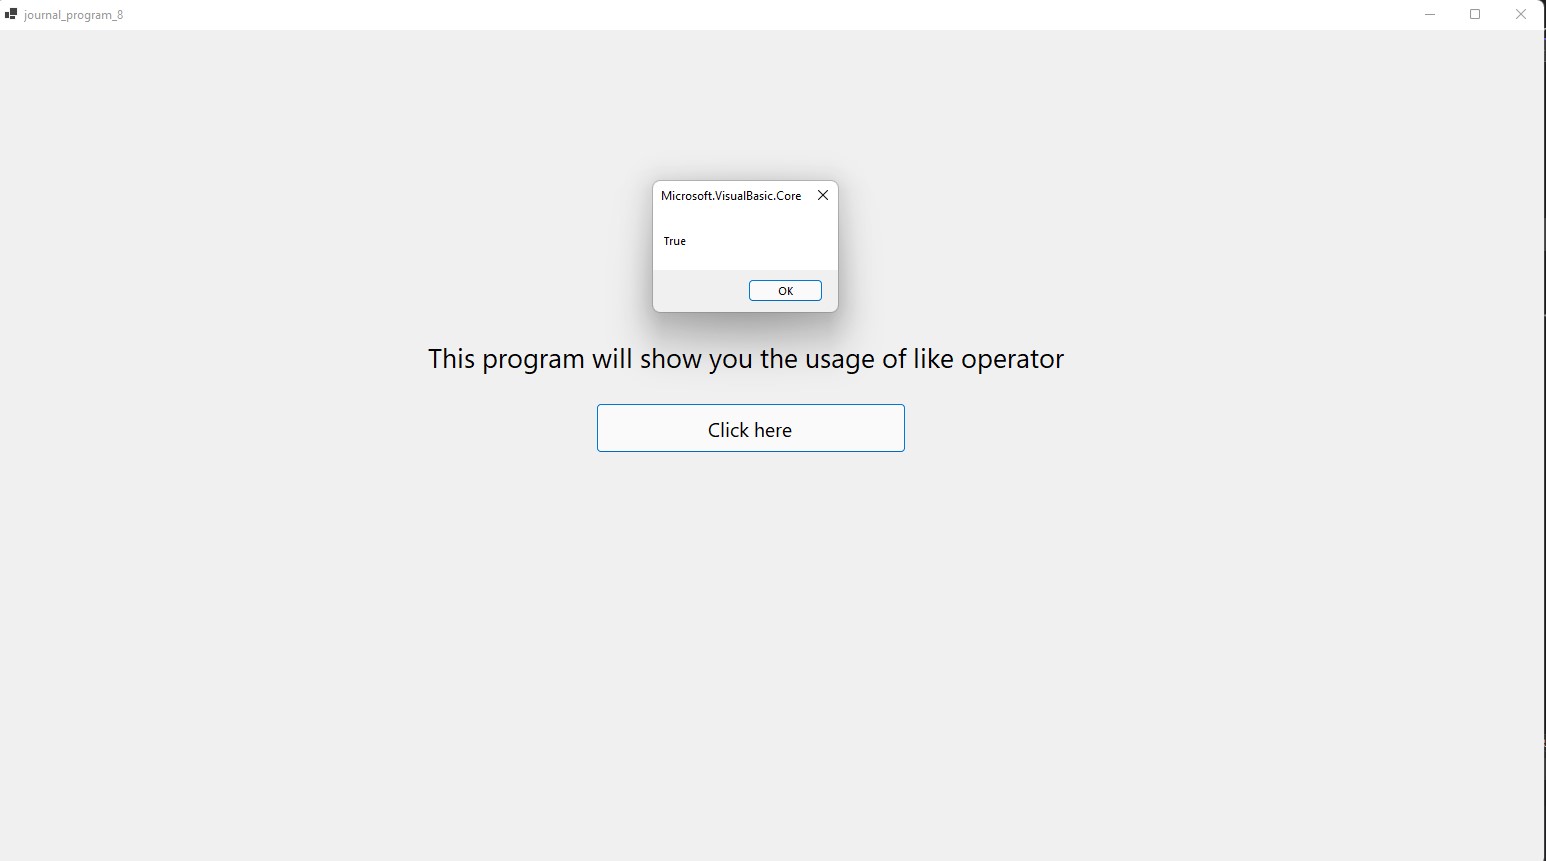 journal_program_8
Microsoft.VisualBasic.Core
True
OK
This program will show you the usage of like operator
Click here